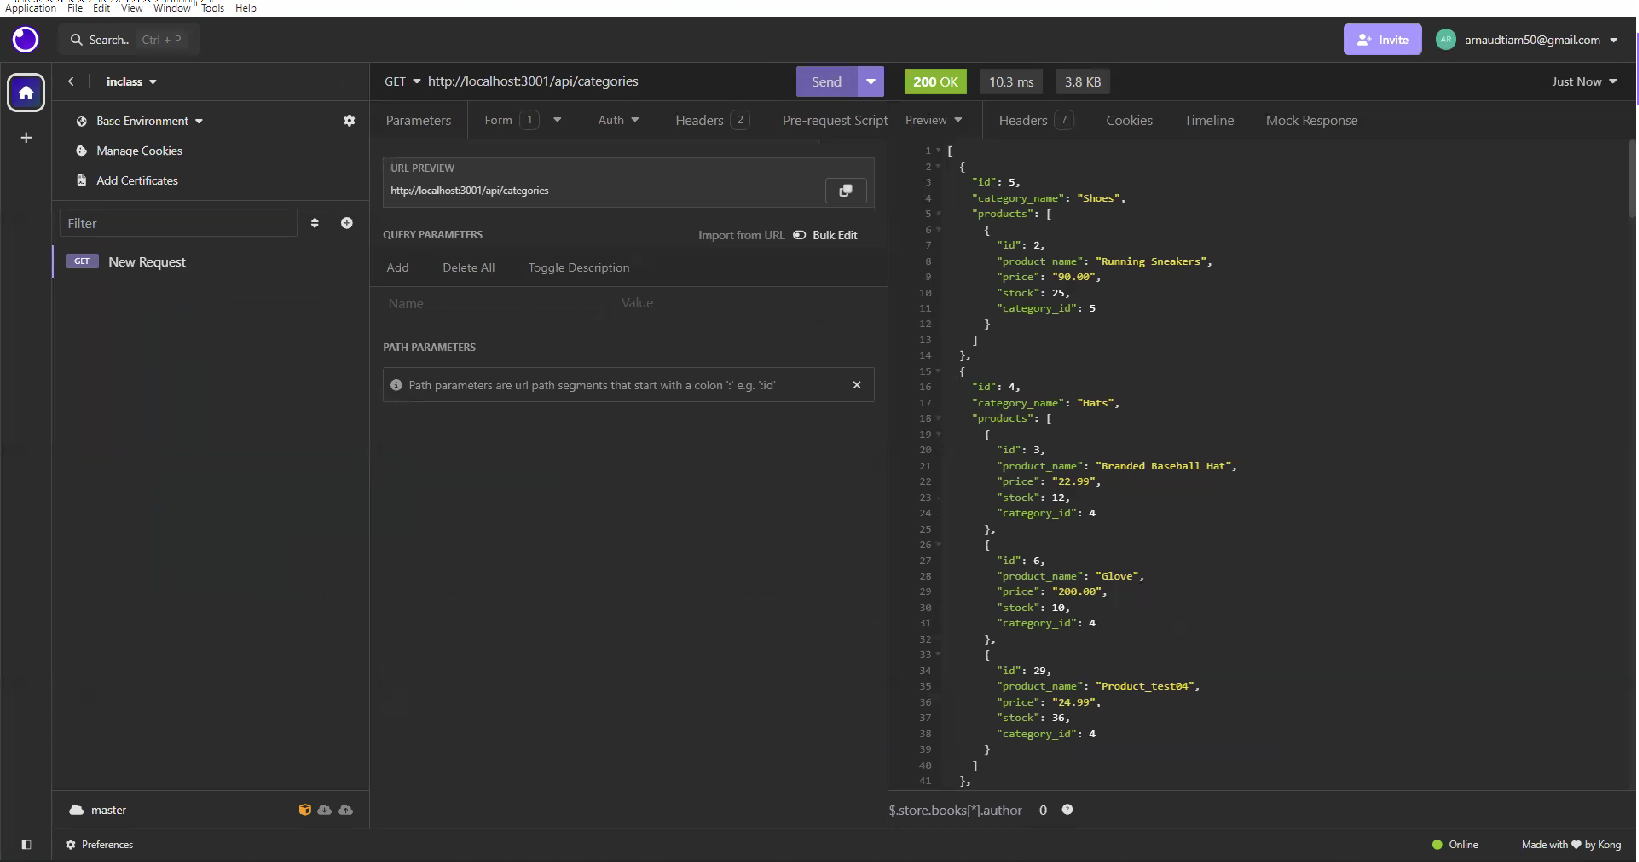 Application File Edit View Window Tools Help
Search.. Ctrl + P
Invite AR arnaudtiam50@gmail.com
inclass
GET http://localhost:3001/api/categories Send 200 OK 10.3 ms 3.8 KB Just Now
Base Environment
Manage Cookies
Add Certificates
Filter
GET New Request
Parameters Form 1 Auth Headers 2 Pre-request Script
URL PREVIEW
http://localhost:3001/api/categories
QUERY PARAMETERS Import from URL Bulk Edit
Add Delete All Toggle Description
Name Value
PATH PARAMETERS
Path parameters are url path segments that start with a colon ':' e.g. ':id'
Preview Headers 7 Cookies Timeline Mock Response
1 [
2 {
3 "id": 5,
4 "category_name": "Shoes",
5 "products": [
6 {
7 "id": 2,
8 "product_name": "Running Sneakers",
9 "price": "90.00",
10 "stock": 25,
11 "category_id": 5
12 }
13 ]
14 },
15 {
16 "id": 4,
17 "category_name": "Hats",
18 "products": [
19 {
20 "id": 3,
21 "product_name": "Branded Baseball Hat",
22 "price": "22.99",
23 "stock": 12,
24 "category_id": 4
25 },
26 {
27 "id": 6,
28 "product_name": "Glove",
29 "price": "200.00",
30 "stock": 10,
31 "category_id": 4
32 },
33 {
34 "id": 29,
35 "product_name": "Product_test04",
36 "price": "24.99",
37 "stock": 36,
38 "category_id": 4
39 }
40 ]
41 },
$.store.books[*].author 0
master
Preferences
Online Made with ❤ by Kong